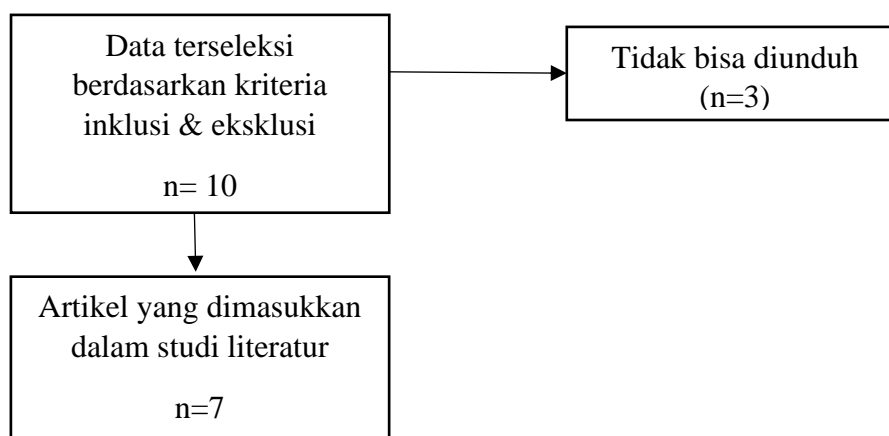 Data terseleksi
berdasarkan kriteria
inklusi & eksklusi
n= 10
Tidak bisa diunduh
(n=3)
Artikel yang dimasukkan
dalam studi literatur
n=7